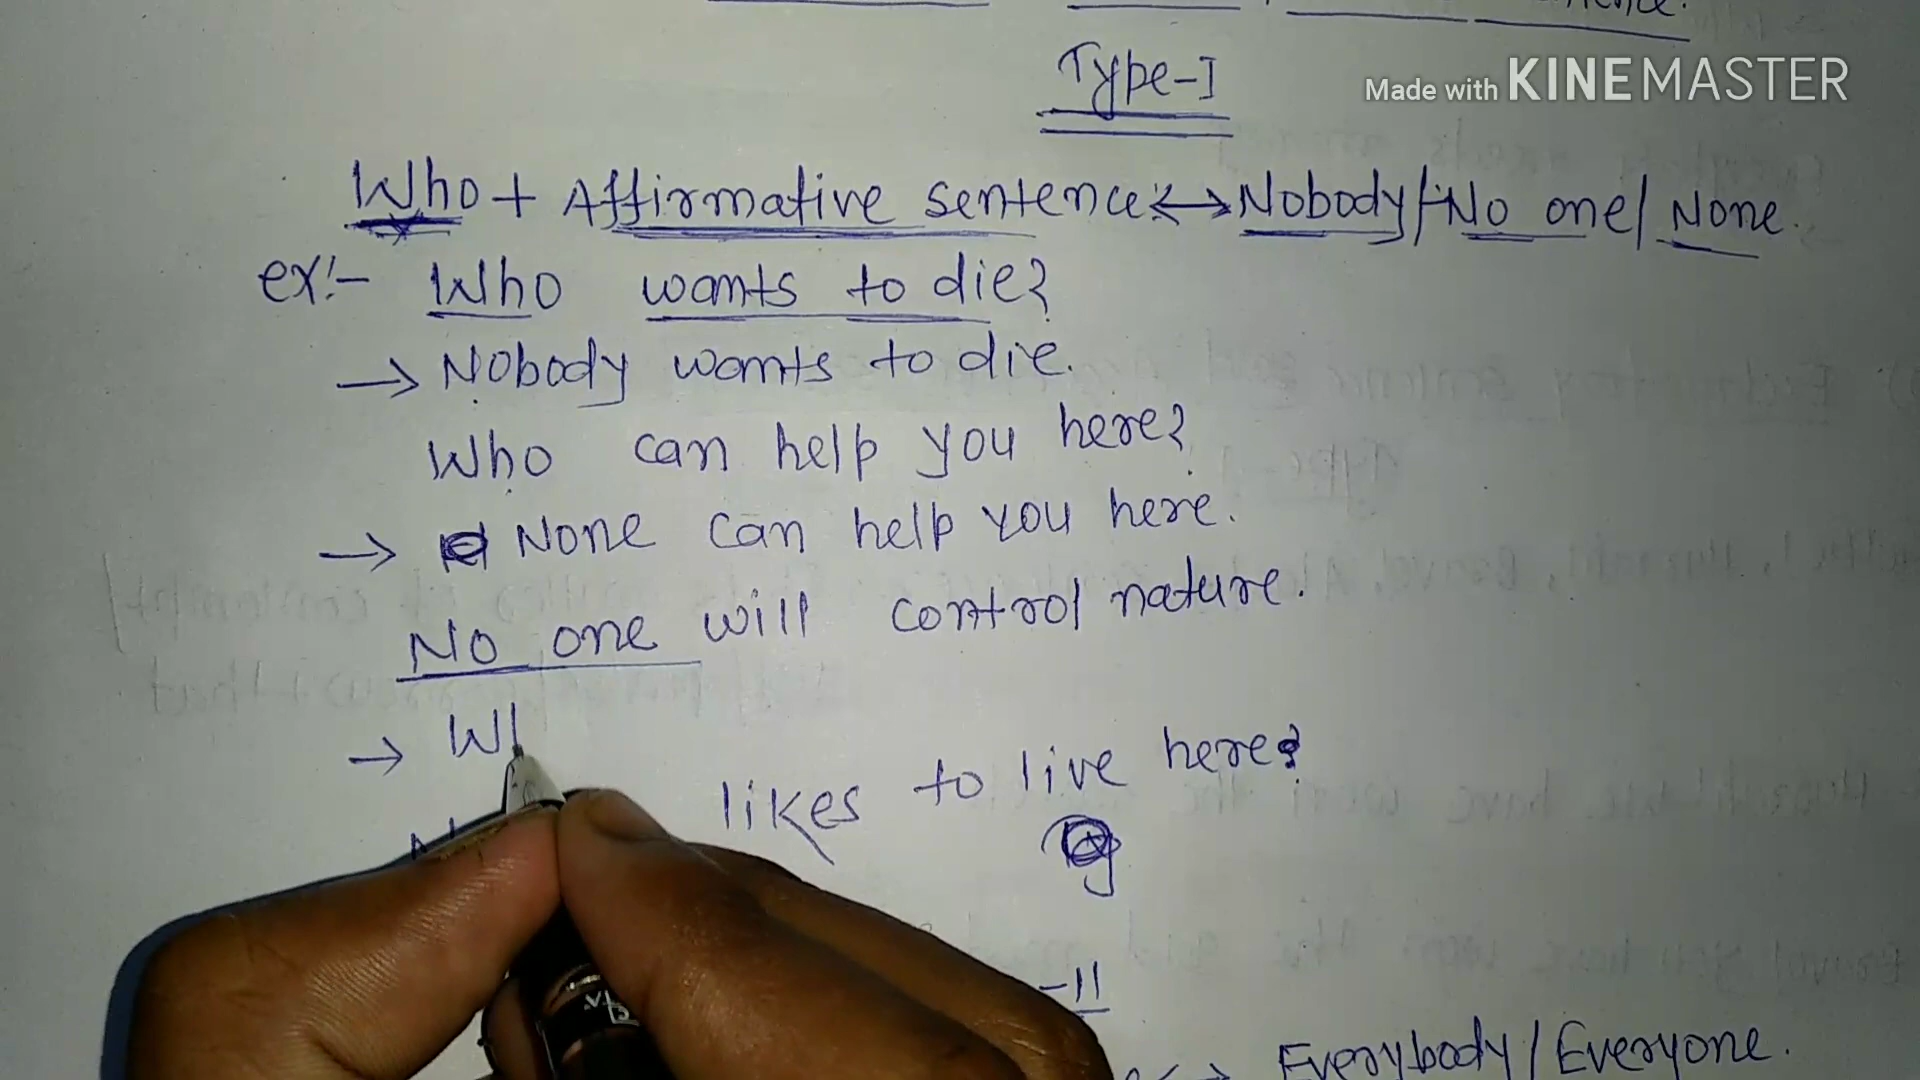 Type-I
Made with KINEMASTER
Who + Affirmative sentence ↔ Nobody/No one/None.
ex:- Who wants to die?
→ Nobody wants to die.
Who can help you here?
→ None can help you here.
No one will control nature.
→ Wh
likes to live here?
-II
↔ Everybody/Everyone.